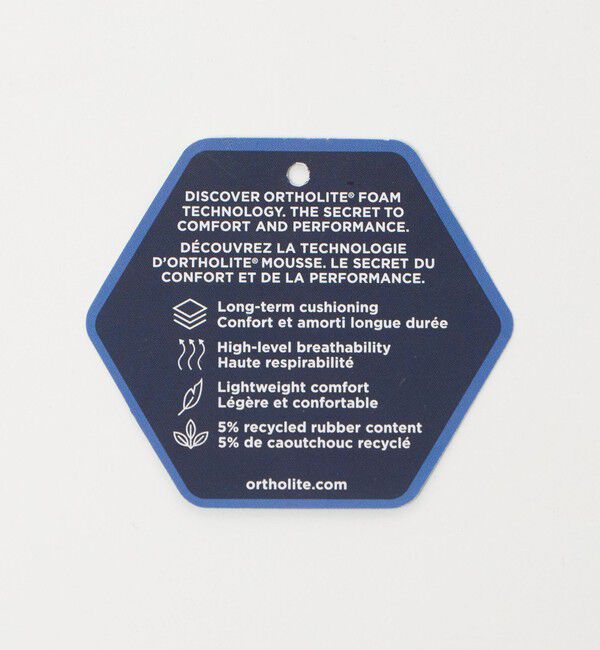 DISCOVER ORTHOLITE® FOAM
TECHNOLOGY. THE SECRET TO
COMFORT AND PERFORMANCE.
DÉCOUVREZ LA TECHNOLOGIE
D'ORTHOLITE® MOUSSE. LE SECRET DU
CONFORT ET DE LA PERFORMANCE.
Long-term cushioning
Confort et amorti longue durée
High-level breathability
Haute respirabilité
Lightweight comfort
Légère et confortable
5% recycled rubber content
5% de caoutchouc recyclé
ortholite.com